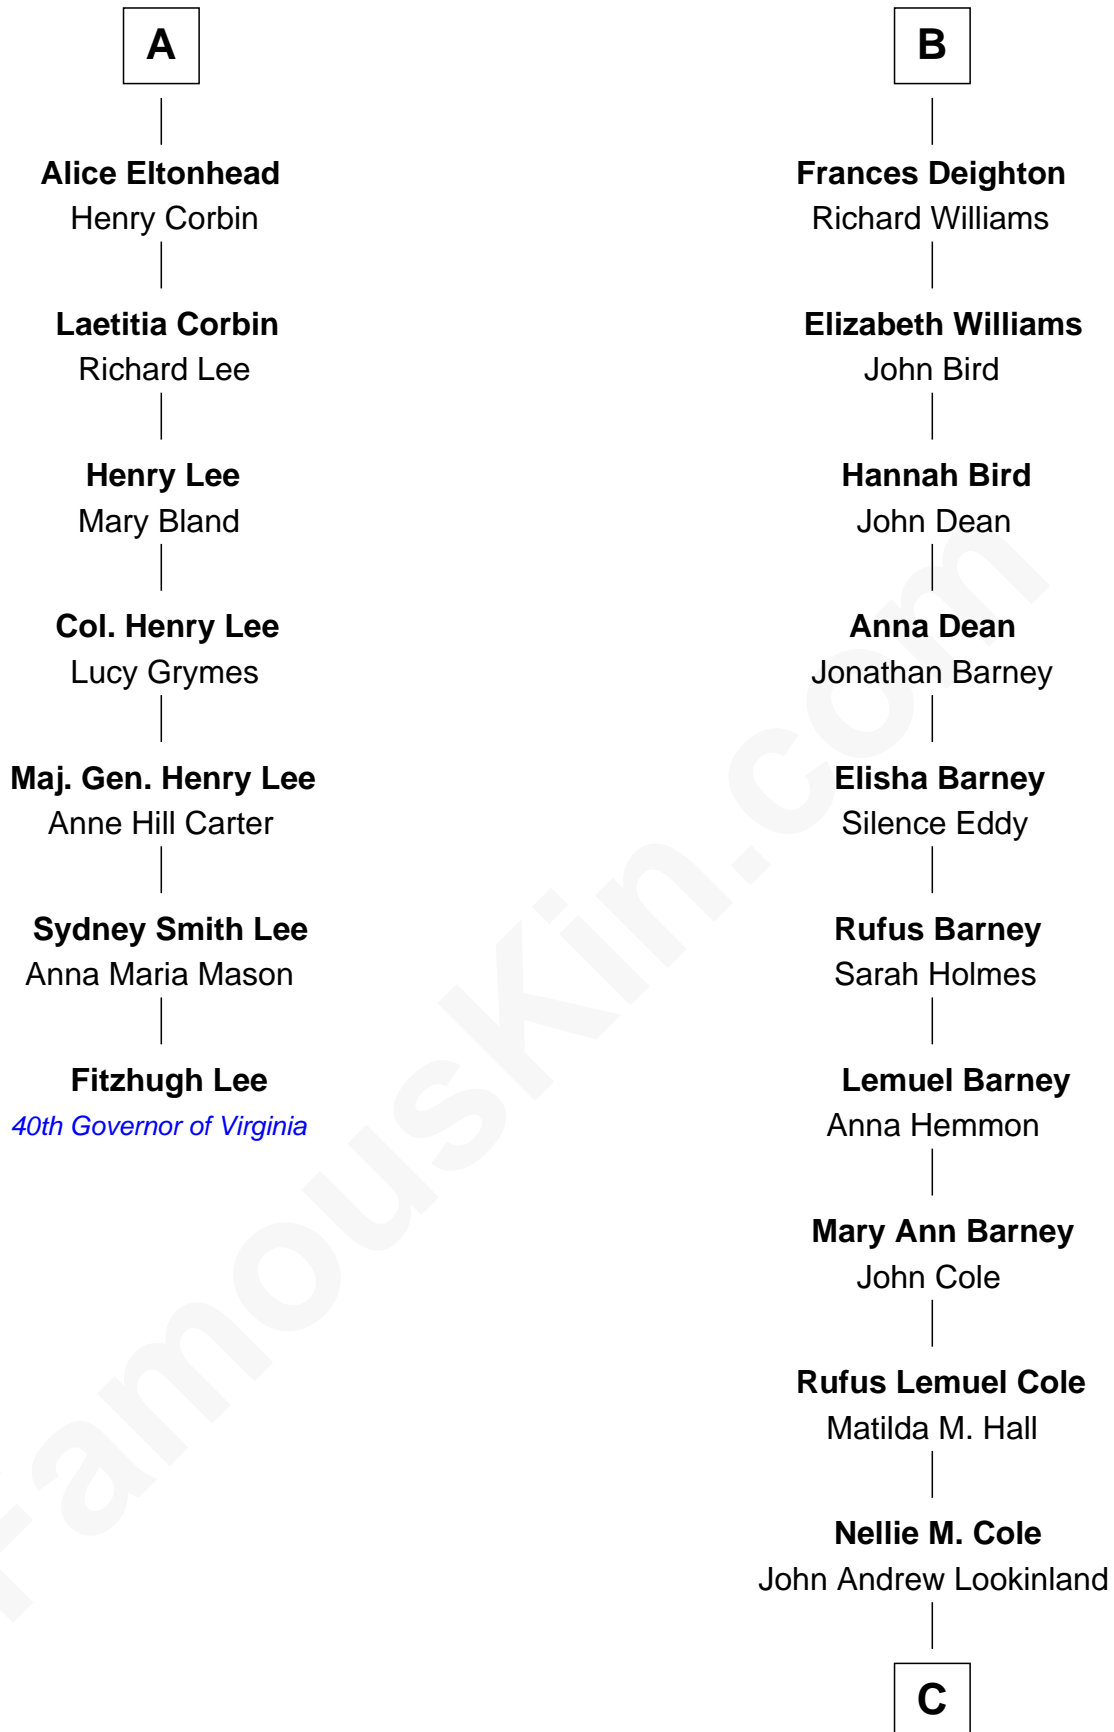 A
Alice Eltonhead
Henry Corbin
Laetitia Corbin
Richard Lee
Henry Lee
Mary Bland
Col. Henry Lee
Lucy Grymes
Maj. Gen. Henry Lee
Anne Hill Carter
Sydney Smith Lee
Anna Maria Mason
Fitzhugh Lee
40th Governor of Virginia
B
Frances Deighton
Richard Williams
Elizabeth Williams
John Bird
Hannah Bird
John Dean
Anna Dean
Jonathan Barney
Elisha Barney
Silence Eddy
Rufus Barney
Sarah Holmes
Lemuel Barney
Anna Hemmon
Mary Ann Barney
John Cole
Rufus Lemuel Cole
Matilda M. Hall
Nellie M. Cole
John Andrew Lookinland
C
FamousKin.com